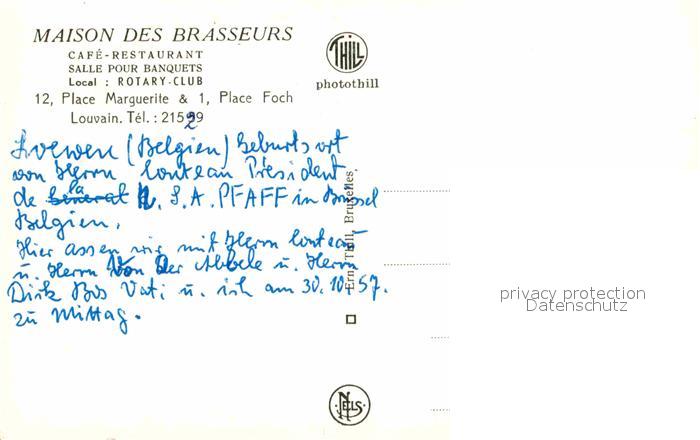 MAISON DES BRASSEURS
CAFÉ-RESTAURANT
SALLE POUR BANQUETS
Local : ROTARY-CLUB
12, Place Marguerite & 1, Place Foch
Louvain. Tél. : 21529
THILL
photothill
(Belgien) Geburtsort
von Herrn Conteau Président
de la S.A. PFAFF in Brüssel
Belgien.
Hier assen wir mit Herrn Conteau
u. Herrn Von Der Abbele u. Herrn
Dirk Bos Vati u. ich am 30.10.57.
zu Mittag.
Ern. Thill, Bruxelles
NELS
privacy protection
Datenschutz